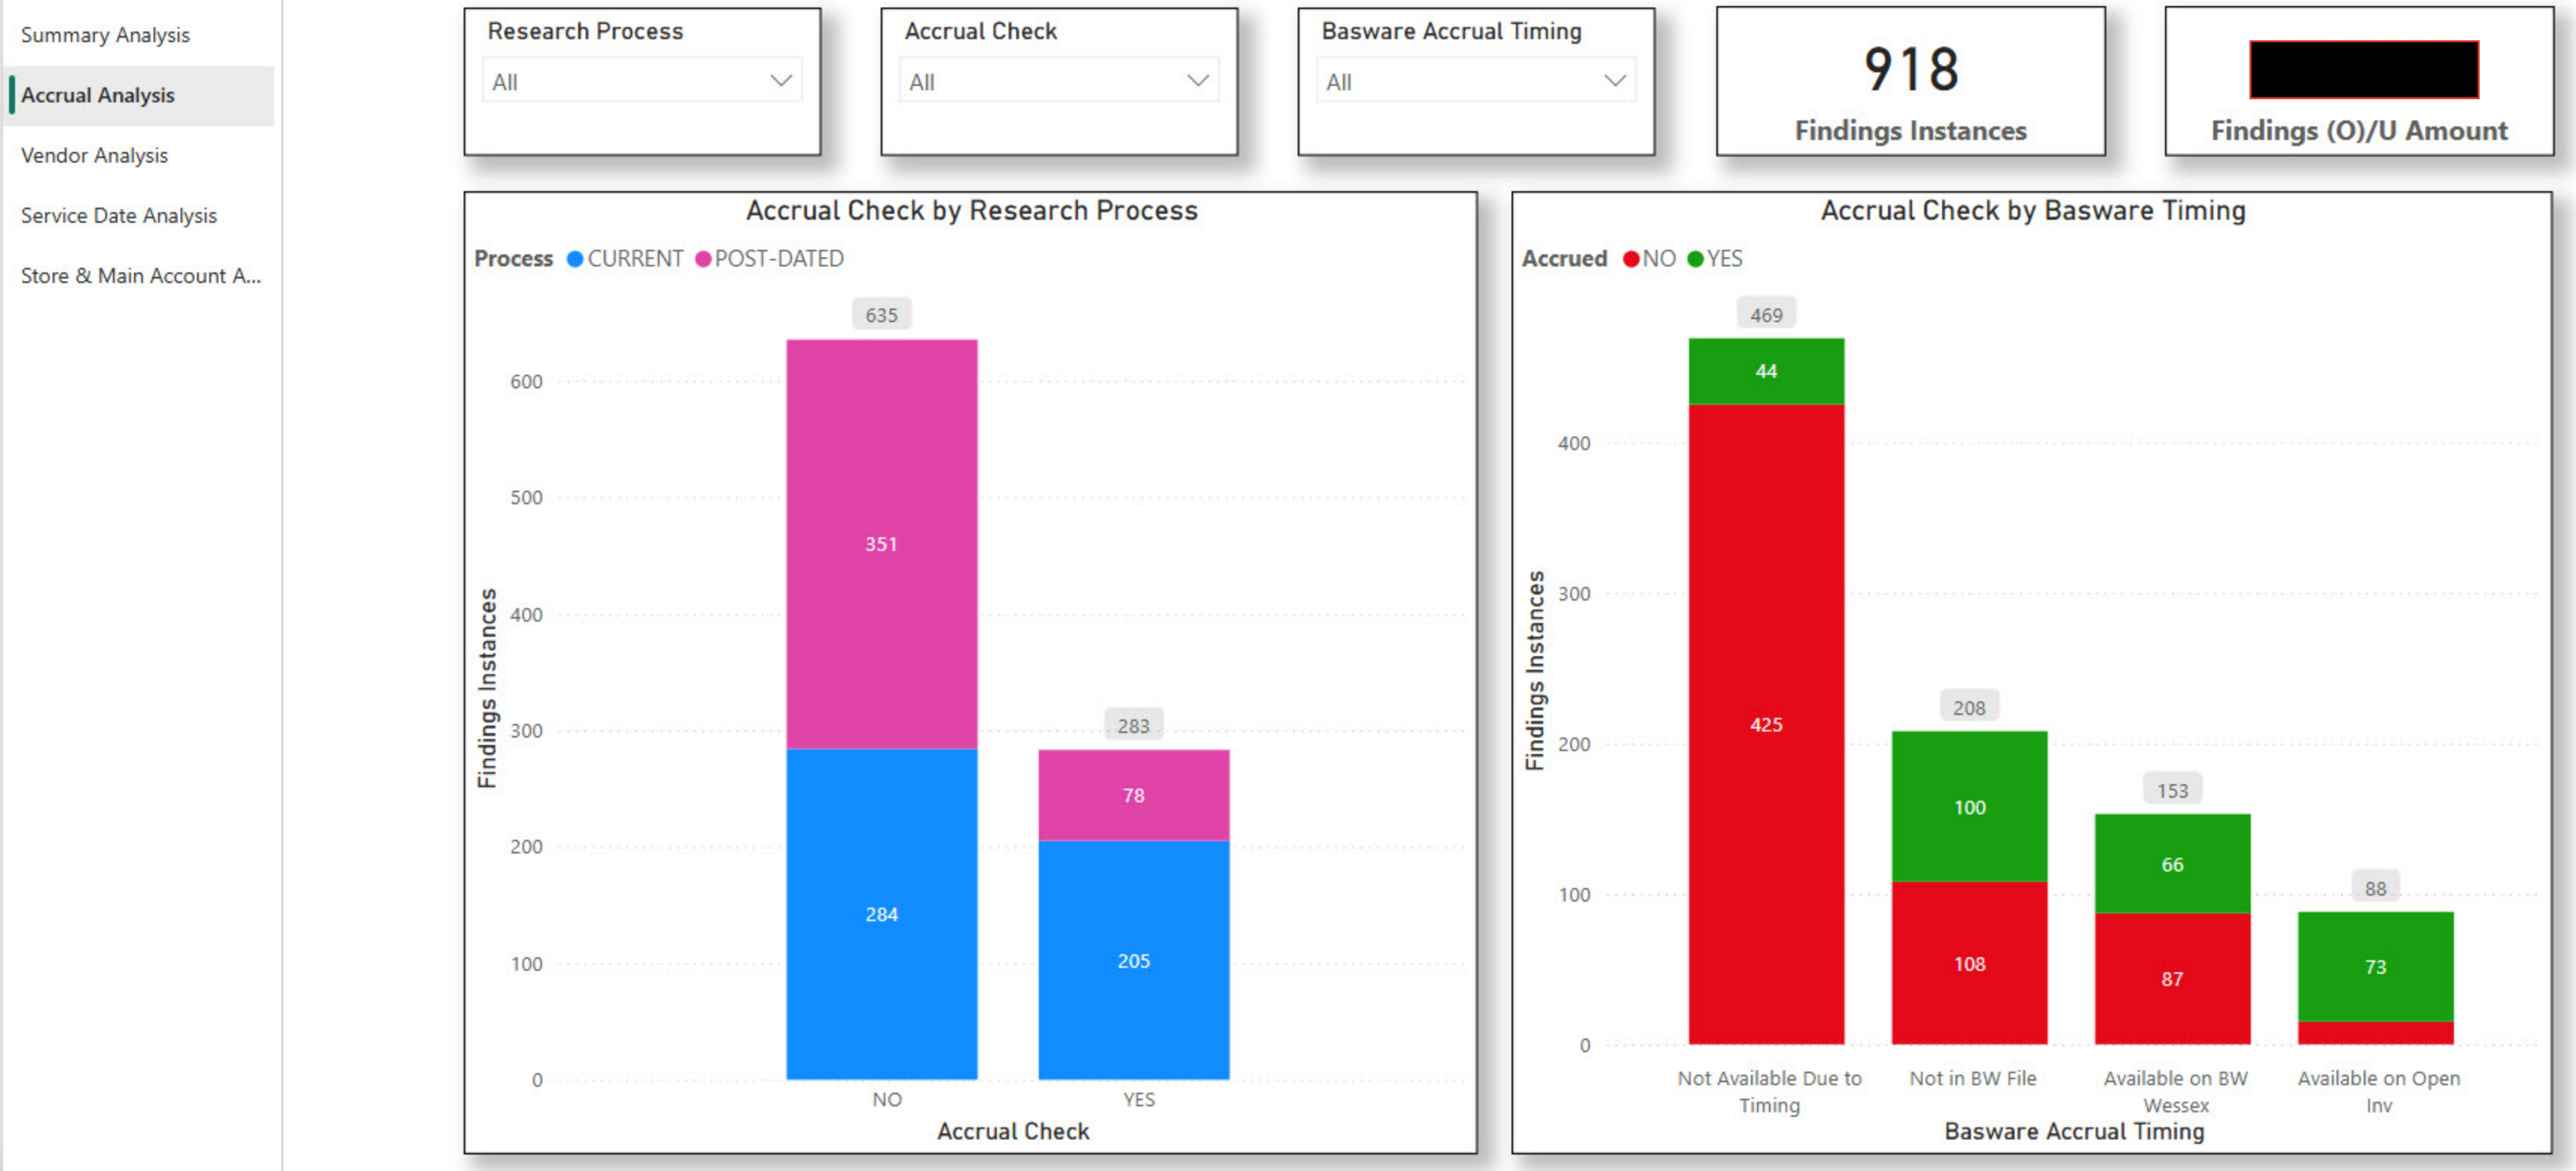 Summary Analysis
Accrual Analysis
Vendor Analysis
Service Date Analysis
Store & Main Account A...
Research Process
All
Accrual Check
All
Basware Accrual Timing
All
918
Findings Instances
Findings (O)/U Amount
Accrual Check by Research Process
Process CURRENT POST-DATED
635
600
500
400
300
200
100
0
351
284
283
78
205
NO
YES
Accrual Check
Findings Instances
Accrual Check by Basware Timing
Accrued NO YES
469
44
425
400
300
200
100
0
208
100
108
153
66
87
88
73
Not Available Due to
Timing
Not in BW File
Available on BW
Wessex
Available on Open
Inv
Basware Accrual Timing
Findings Instances